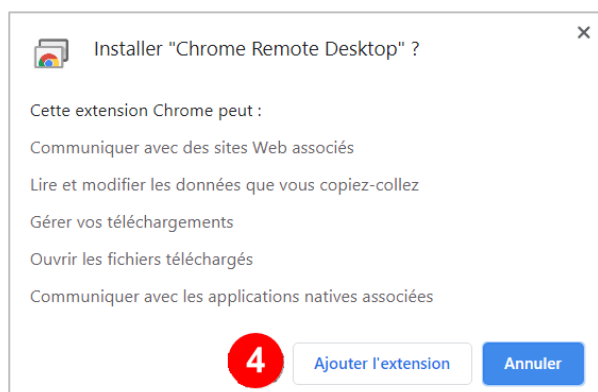 Installer "Chrome Remote Desktop" ?
Cette extension Chrome peut :
Communiquer avec des sites Web associés
Lire et modifier les données que vous copiez-collez
Gérer vos téléchargements
Ouvrir les fichiers téléchargés
Communiquer avec les applications natives associées
4 Ajouter l'extension Annuler